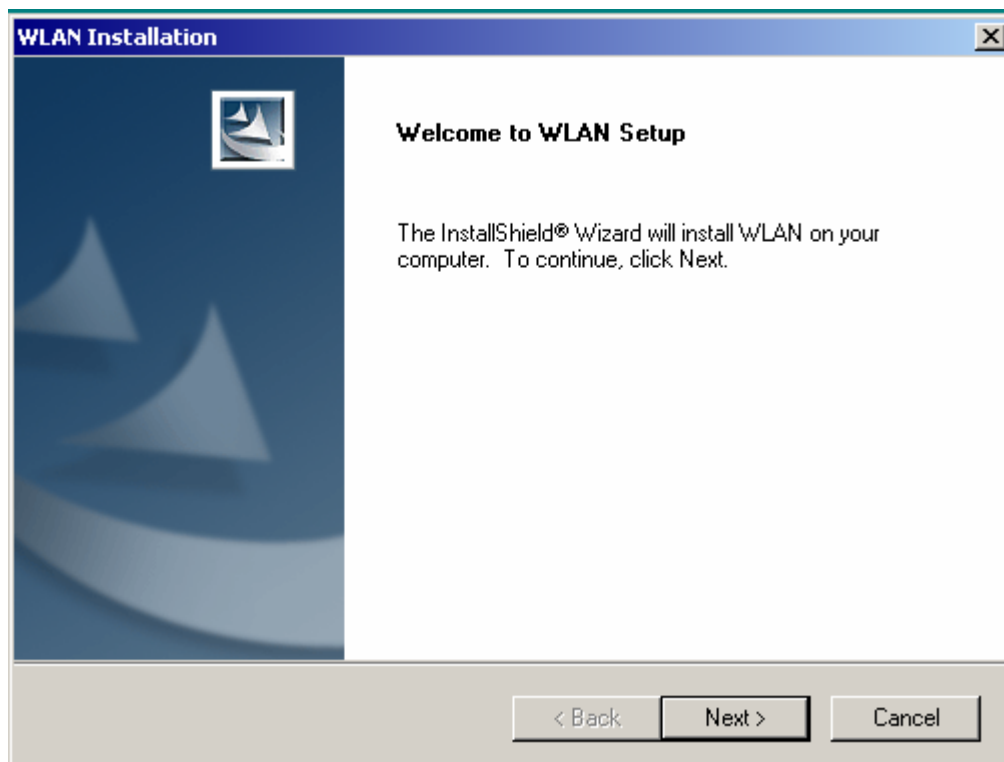 WLAN Installation
Welcome to WLAN Setup
The InstallShield® Wizard will install WLAN on your
computer.  To continue, click Next.
< Back
Next >
Cancel